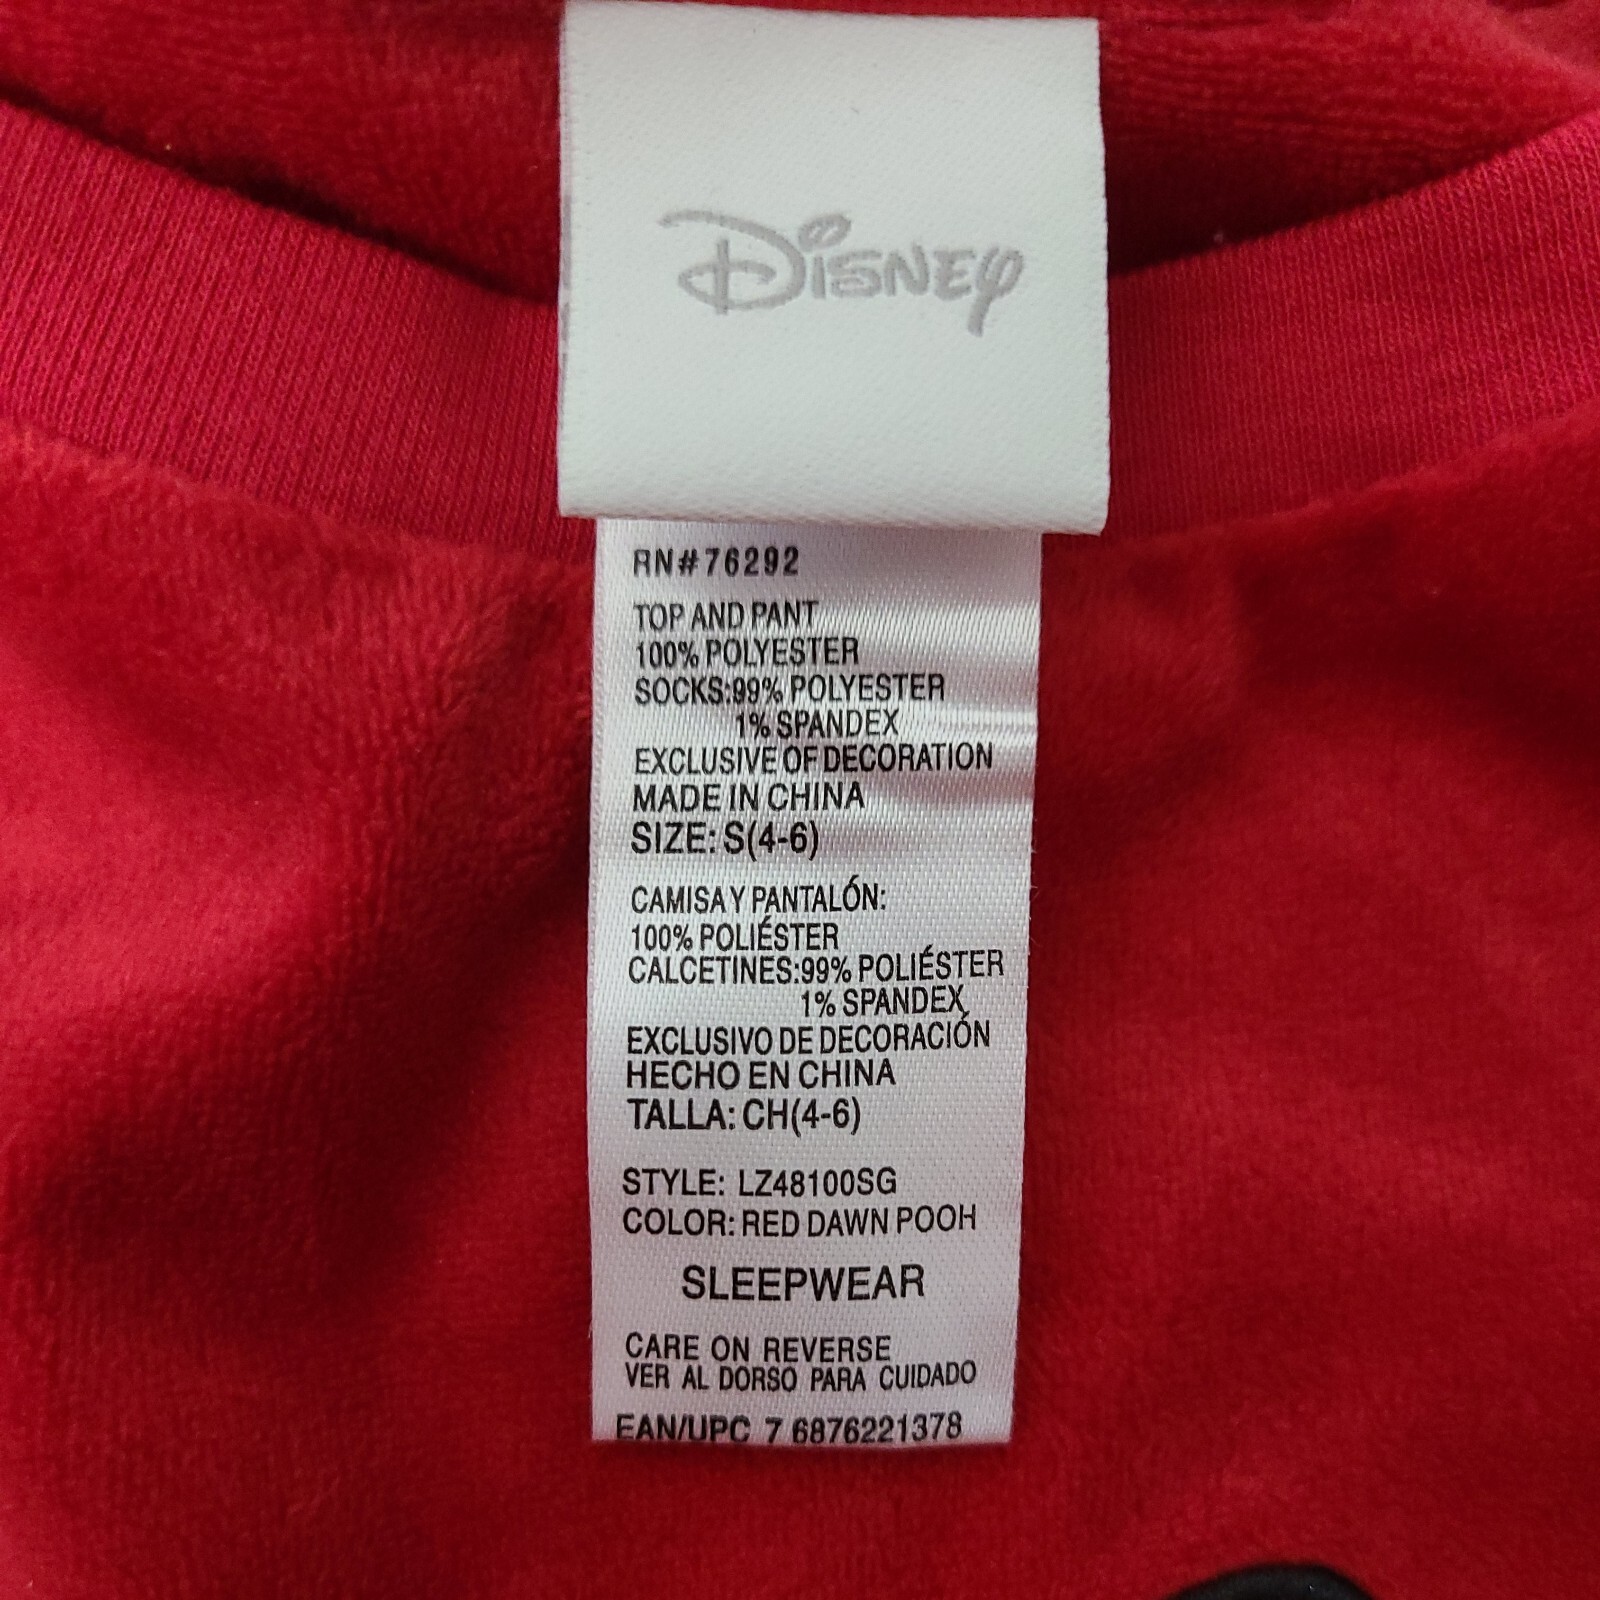 Disney
RN#76292
TOP AND PANT
100% POLYESTER
SOCKS:99% POLYESTER
1% SPANDEX
EXCLUSIVE OF DECORATION
MADE IN CHINA
SIZE: S(4-6)
CAMISA Y PANTALÓN:
100% POLIÉSTER
CALCETINES:99% POLIÉSTER
1% SPANDEX
EXCLUSIVO DE DECORACIÓN
HECHO EN CHINA
TALLA: CH(4-6)
STYLE: LZ48100SG
COLOR: RED DAWN POOH
SLEEPWEAR
CARE ON REVERSE
VER AL DORSO PARA CUIDADO
EAN/UPC 7 6876221378